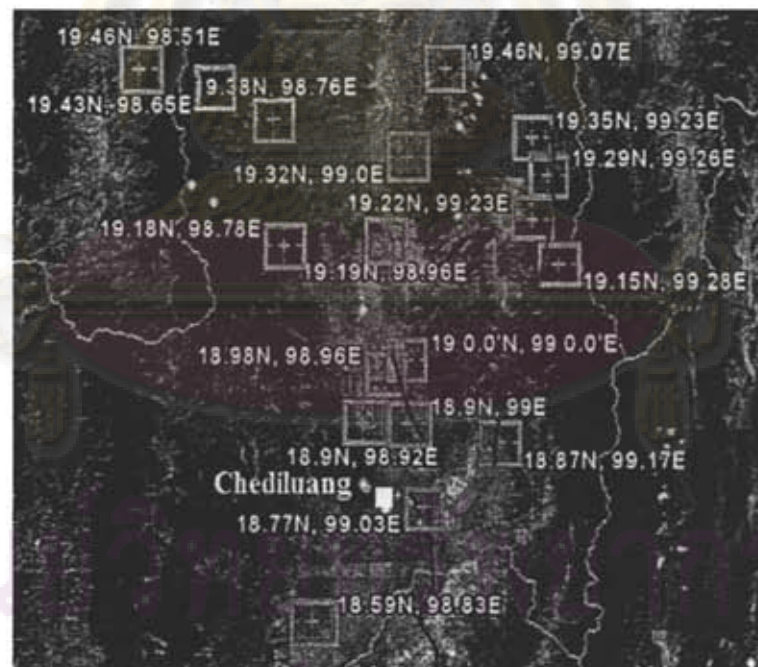 19.46N, 98.51E
19.46N, 99.07E
19.43N, 98.65E
19.38N, 98.76E
19.35N, 99.23E
19.29N, 99.26E
19.32N, 99.0E
19.22N, 99.23E
19.18N, 98.78E
19.19N, 98.96E
19.15N, 99.28E
18.98N, 98.96E
19 0.0'N, 99 0.0'E
18.9N, 99E
18.9N, 98.92E
18.87N, 99.17E
Chediluang
18.77N, 99.03E
18.59N, 98.83E